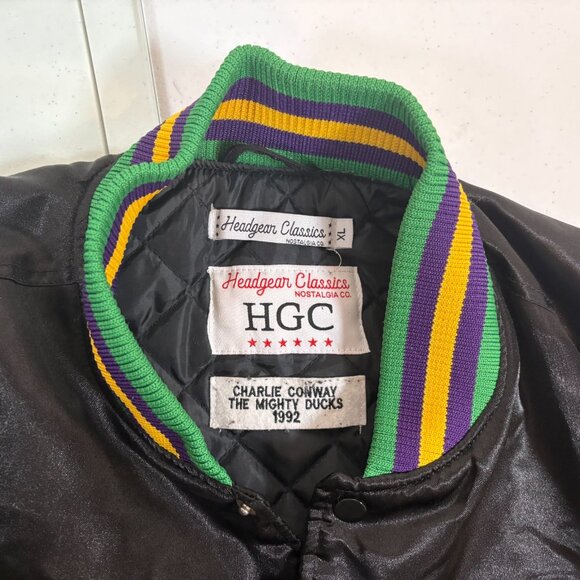 Headgear Classics
NOSTALGIA CO.
XL
Headgear Classics
NOSTALGIA CO.
HGC
CHARLIE CONWAY
THE MIGHTY DUCKS
1992